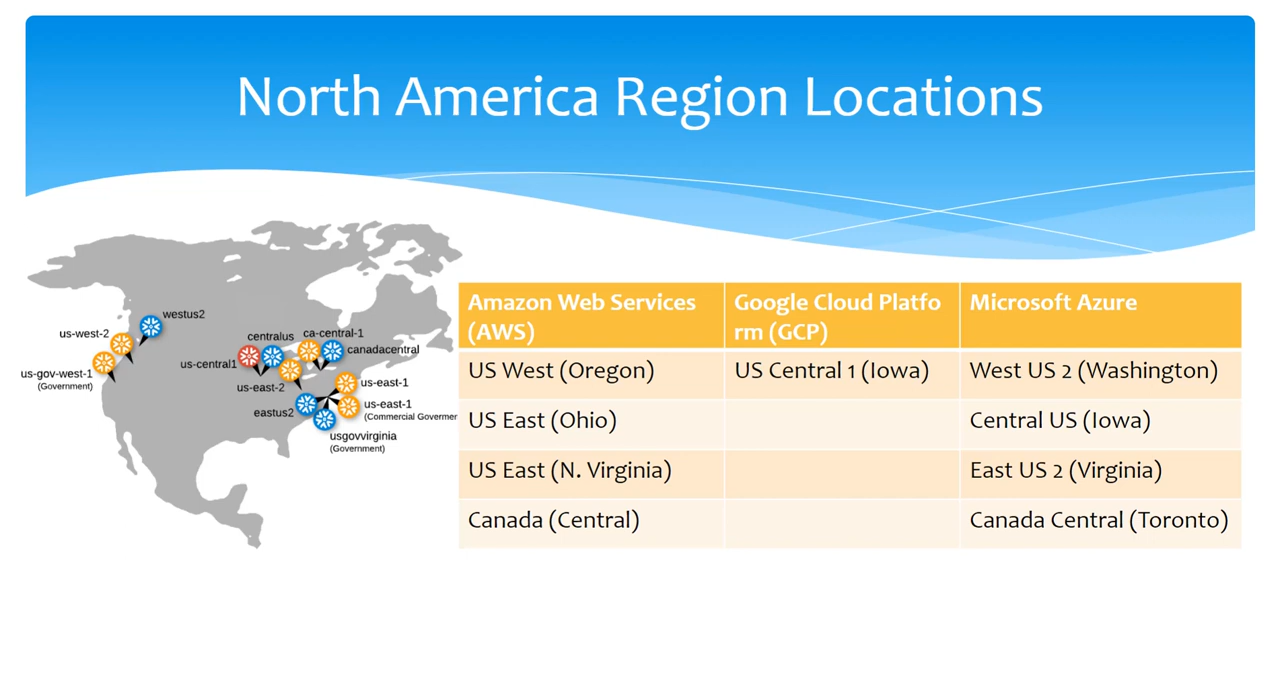 North America Region Locations
westus2
us-west-2
centralus
ca-central-1
canadacentral
us-central1
us-gov-west-1
(Government)
us-east-2
us-east-1
us-east-1
(Commercial Governmer
eastus2
usgovvirginia
(Government)
Amazon Web Services
(AWS)
Google Cloud Platfo
rm (GCP)
Microsoft Azure
US West (Oregon)
US Central 1 (Iowa)
West US 2 (Washington)
US East (Ohio)
Central US (Iowa)
US East (N. Virginia)
East US 2 (Virginia)
Canada (Central)
Canada Central (Toronto)